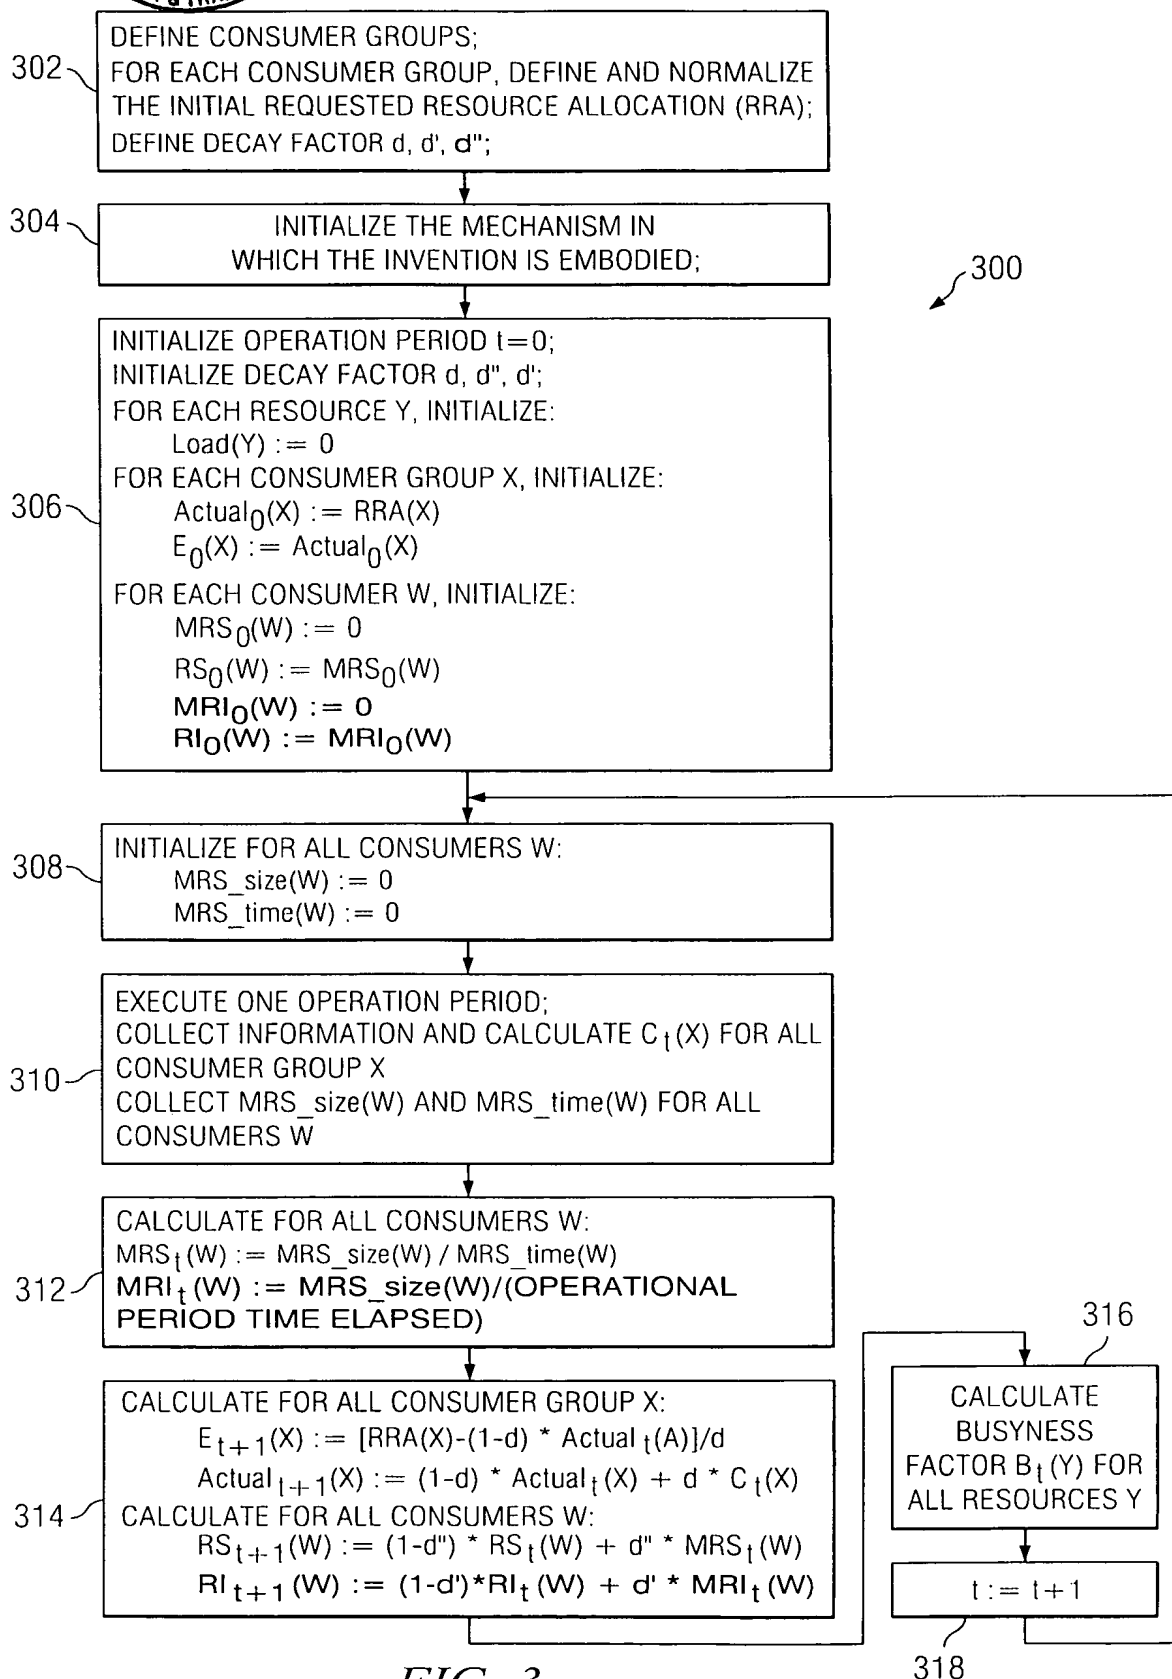 302
DEFINE CONSUMER GROUPS;
FOR EACH CONSUMER GROUP, DEFINE AND NORMALIZE
THE INITIAL REQUESTED RESOURCE ALLOCATION (RRA);
DEFINE DECAY FACTOR d, d', d";
304
INITIALIZE THE MECHANISM IN
WHICH THE INVENTION IS EMBODIED;
300
306
INITIALIZE OPERATION PERIOD t=0;
INITIALIZE DECAY FACTOR d, d", d';
FOR EACH RESOURCE Y, INITIALIZE:
Load(Y) := 0
FOR EACH CONSUMER GROUP X, INITIALIZE:
Actual₀(X) := RRA(X)
E₀(X) := Actual₀(X)
FOR EACH CONSUMER W, INITIALIZE:
MRS₀(W) := 0
RS₀(W) := MRS₀(W)
MRI₀(W) := 0
RI₀(W) := MRI₀(W)
308
INITIALIZE FOR ALL CONSUMERS W:
MRS_size(W) := 0
MRS_time(W) := 0
310
EXECUTE ONE OPERATION PERIOD;
COLLECT INFORMATION AND CALCULATE Cₜ(X) FOR ALL
CONSUMER GROUP X
COLLECT MRS_size(W) AND MRS_time(W) FOR ALL
CONSUMERS W
312
CALCULATE FOR ALL CONSUMERS W:
MRSₜ(W) := MRS_size(W) / MRS_time(W)
MRIₜ(W) := MRS_size(W)/(OPERATIONAL
PERIOD TIME ELAPSED)
314
CALCULATE FOR ALL CONSUMER GROUP X:
Eₜ₊₁(X) := [RRA(X)-(1-d) * Actualₜ(A)]/d
Actualₜ₊₁(X) := (1-d) * Actualₜ(X) + d * Cₜ(X)
CALCULATE FOR ALL CONSUMERS W:
RSₜ₊₁(W) := (1-d") * RSₜ(W) + d" * MRSₜ(W)
RIₜ₊₁(W) := (1-d')*RIₜ(W) + d' * MRIₜ(W)
316
CALCULATE
BUSYNESS
FACTOR Bₜ(Y) FOR
ALL RESOURCES Y
t := t+1
318
FIG. 3